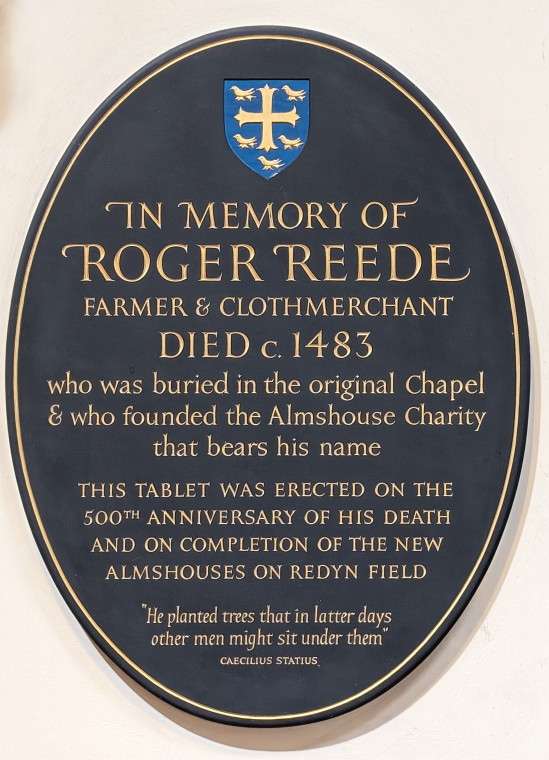 IN MEMORY OF
ROGER REEDE
FARMER & CLOTHMERCHANT
DIED c. 1483
who was buried in the original Chapel
& who founded the Almshouse Charity
that bears his name
THIS TABLET WAS ERECTED ON THE
500TH ANNIVERSARY OF HIS DEATH
AND ON COMPLETION OF THE NEW
ALMSHOUSES ON REDYN FIELD
"He planted trees that in latter days
other men might sit under them"
CAECILIUS STATIUS